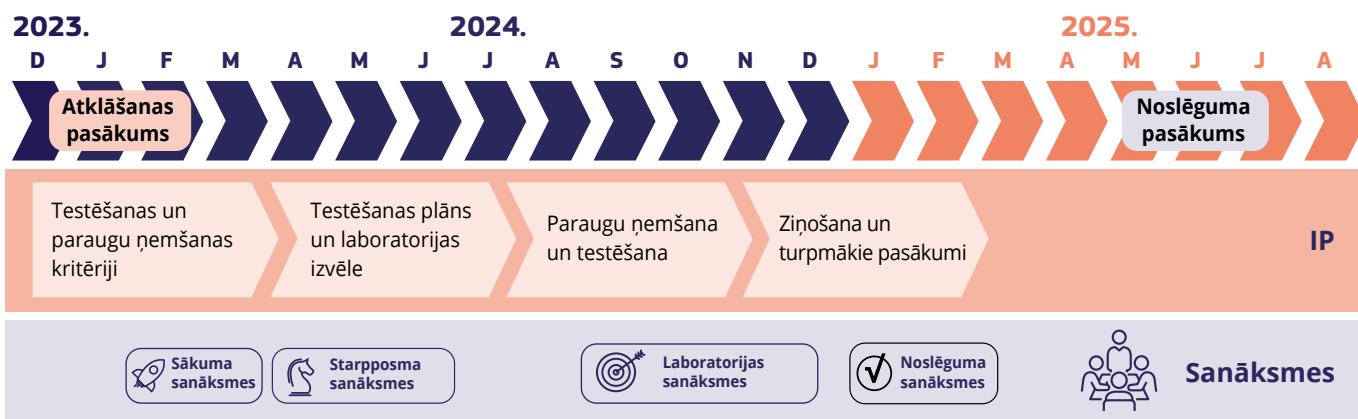 2023. 2024. 2025.
D J F M A M J J A S O N D J F M A M J J A
Atklāšanas
pasākums
Noslēguma
pasākums
Testēšanas un
paraugu ņemšanas
kritēriji
Testēšanas plāns
un laboratorijas
izvēle
Paraugu ņemšana
un testēšana
Ziņošana un
turpmākie pasākumi
IP
Sākuma
sanāksmes
Starpposma
sanāksmes
Laboratorijas
sanāksmes
Noslēguma
sanāksmes
Sanāksmes